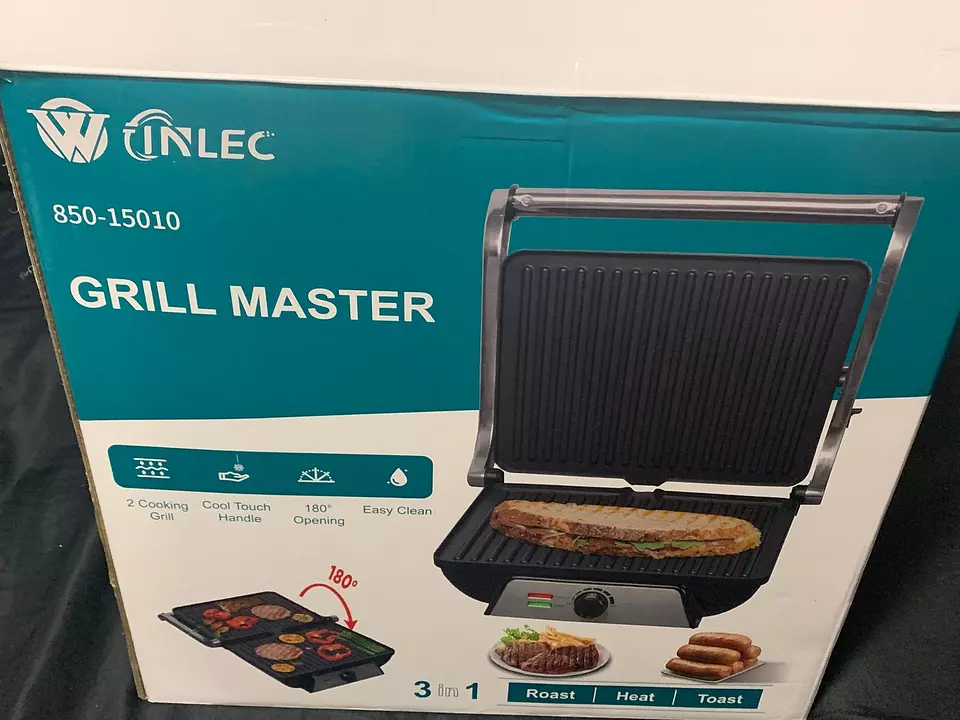 W TINLEC
850-15010
GRILL MASTER
2 Cooking
Grill
Cool Touch
Handle
180°
Opening
Easy Clean
180°
3 in 1
Roast | Heat | Toast